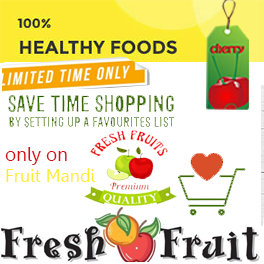 100%
HEALTHY FOODS
cherry
LIMITED TIME ONLY
SAVE TIME SHOPPING
BY SETTING UP A FAVOURITES LIST
only on
Fruit Mandi
FRESH FRUITS
Premium
QUALITY
Fresh Fruit